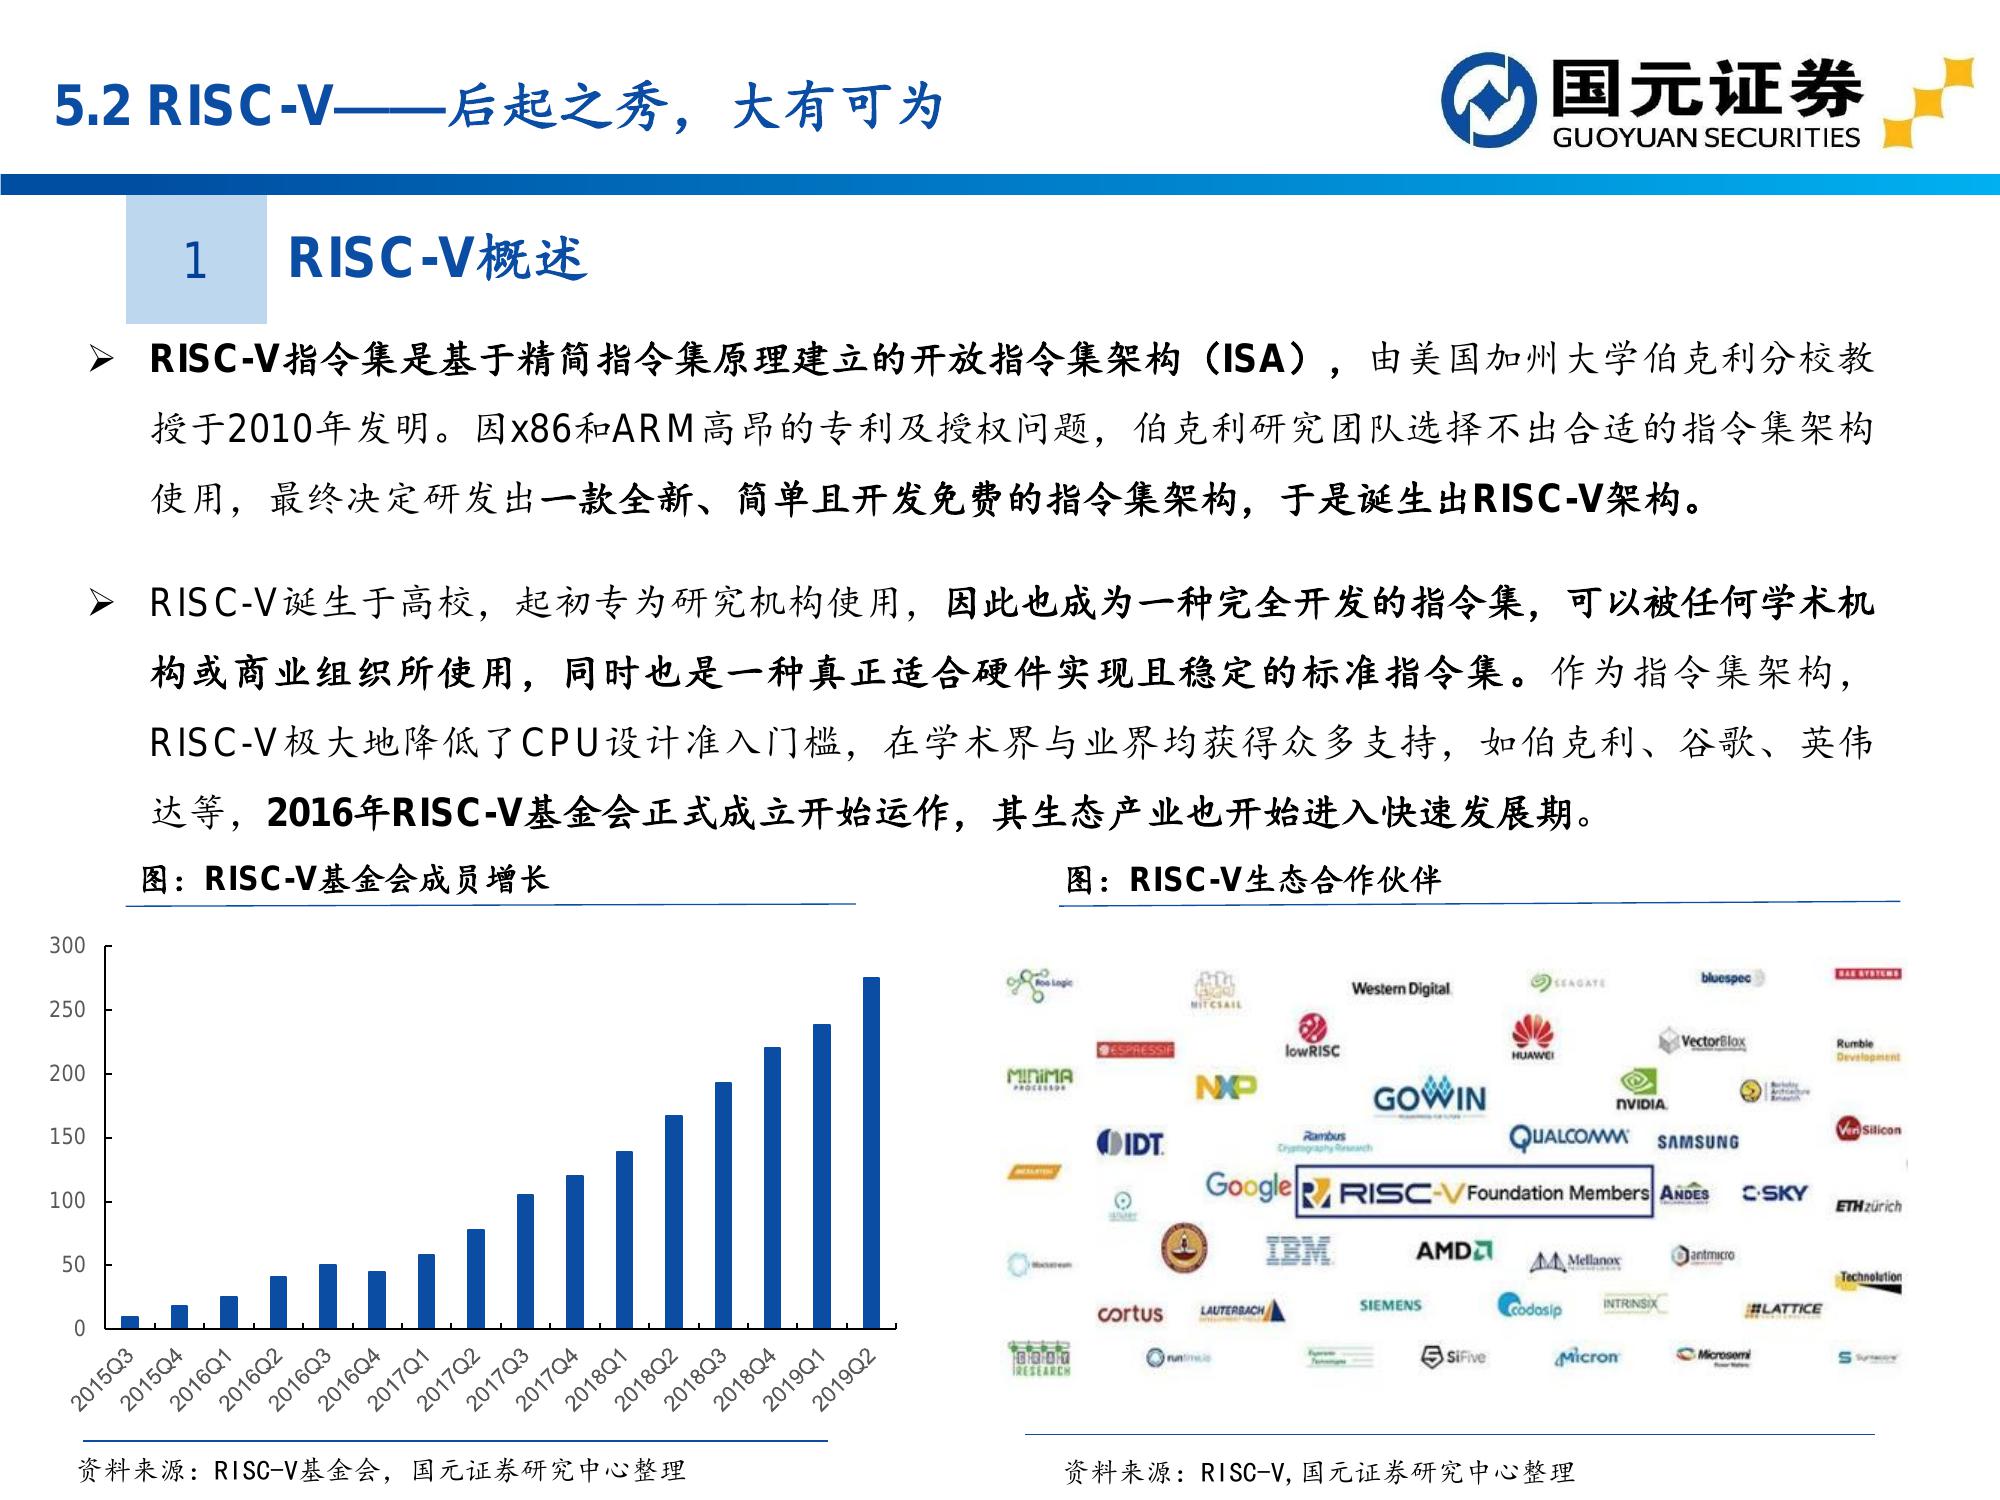 5.2 RISC-V——后起之秀，大有可为
国元证券
GUOYUAN SECURITIES
1
RISC-V概述
RISC-V指令集是基于精简指令集原理建立的开放指令集架构（ISA），由美国加州大学伯克利分校教
授于2010年发明。因x86和ARM高昂的专利及授权问题，伯克利研究团队选择不出合适的指令集架构
使用，最终决定研发出一款全新、简单且开发免费的指令集架构，于是诞生出RISC-V架构。
RISC-V诞生于高校，起初专为研究机构使用，因此也成为一种完全开发的指令集，可以被任何学术机
构或商业组织所使用，同时也是一种真正适合硬件实现且稳定的标准指令集。作为指令集架构，
RISC-V极大地降低了CPU设计准入门槛，在学术界与业界均获得众多支持，如伯克利、谷歌、英伟
达等，2016年RISC-V基金会正式成立开始运作，其生态产业也开始进入快速发展期。
图：RISC-V基金会成员增长
300
250
200
150
100
50
0
2015Q3 2015Q4 2016Q1 2016Q2 2016Q3 2016Q4 2017Q1 2017Q2 2017Q3 2017Q4 2018Q1 2018Q2 2018Q3 2018Q4 2019Q1 2019Q2
资料来源：RISC-V基金会，国元证券研究中心整理
图：RISC-V生态合作伙伴
Roa Logic
MIT CSAIL
Western Digital
SEAGATE
bluespec
BAE SYSTEMS
ESPRESSIF
lowRISC
HUAWEI
VectorBlox
Rumble
Development
MINIMA
PROCESSOR
NXP
GOWIN
NVIDIA
Berkeley
Architecture
Research
IDT
Rambus
Cryptography Research
QUALCOMM
SAMSUNG
VeriSilicon
Google
RISC-V Foundation Members
ANDES
C-SKY
ETH zürich
IBM
AMD
Mellanox
TECHNOLOGIES
antmicro
Blockstream
Technolution
cortus
LAUTERBACH
SIEMENS
codasip
INTRINSIX
LATTICE
RESEARCH
runtime.io
Esperanto
Technologies
SiFive
Micron
Microsemi
资料来源：RISC-V,国元证券研究中心整理